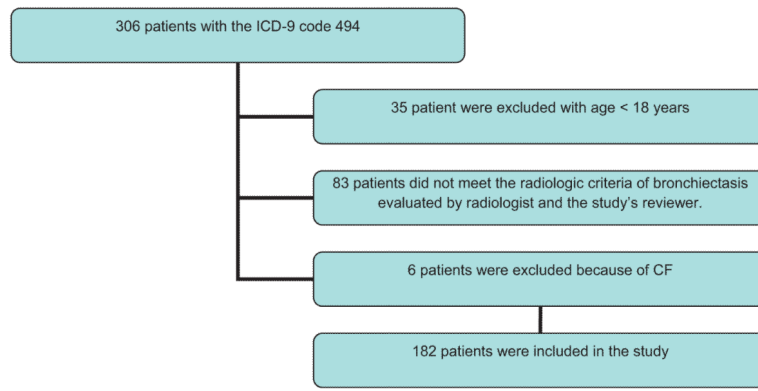 306 patients with the ICD-9 code 494
35 patient were excluded with age < 18 years
83 patients did not meet the radiologic criteria of bronchiectasis
evaluated by radiologist and the study's reviewer.
6 patients were excluded because of CF
182 patients were included in the study